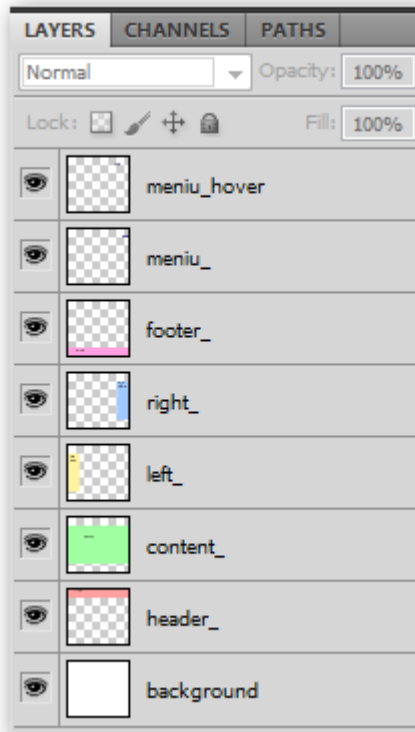 LAYERS CHANNELS PATHS
Normal Opacity: 100%
Lock: Fill: 100%
meniu_hover
meniu_
footer_
right_
left_
content_
header_
background